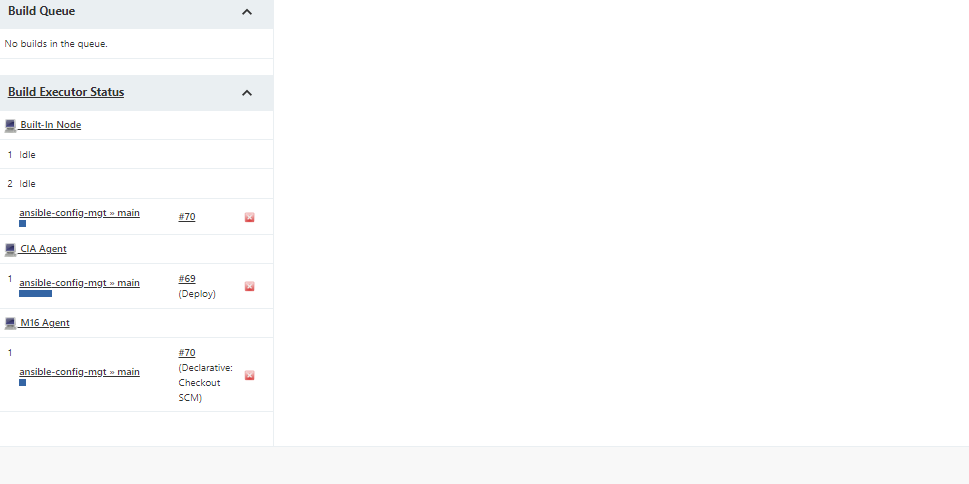 Build Queue
No builds in the queue.
Build Executor Status
Built-In Node
1 Idle
2 Idle
ansible-config-mgt » main #70
CIA Agent
1 ansible-config-mgt » main #69
(Deploy)
M16 Agent
1 #70
(Declarative:
ansible-config-mgt » main Checkout
SCM)